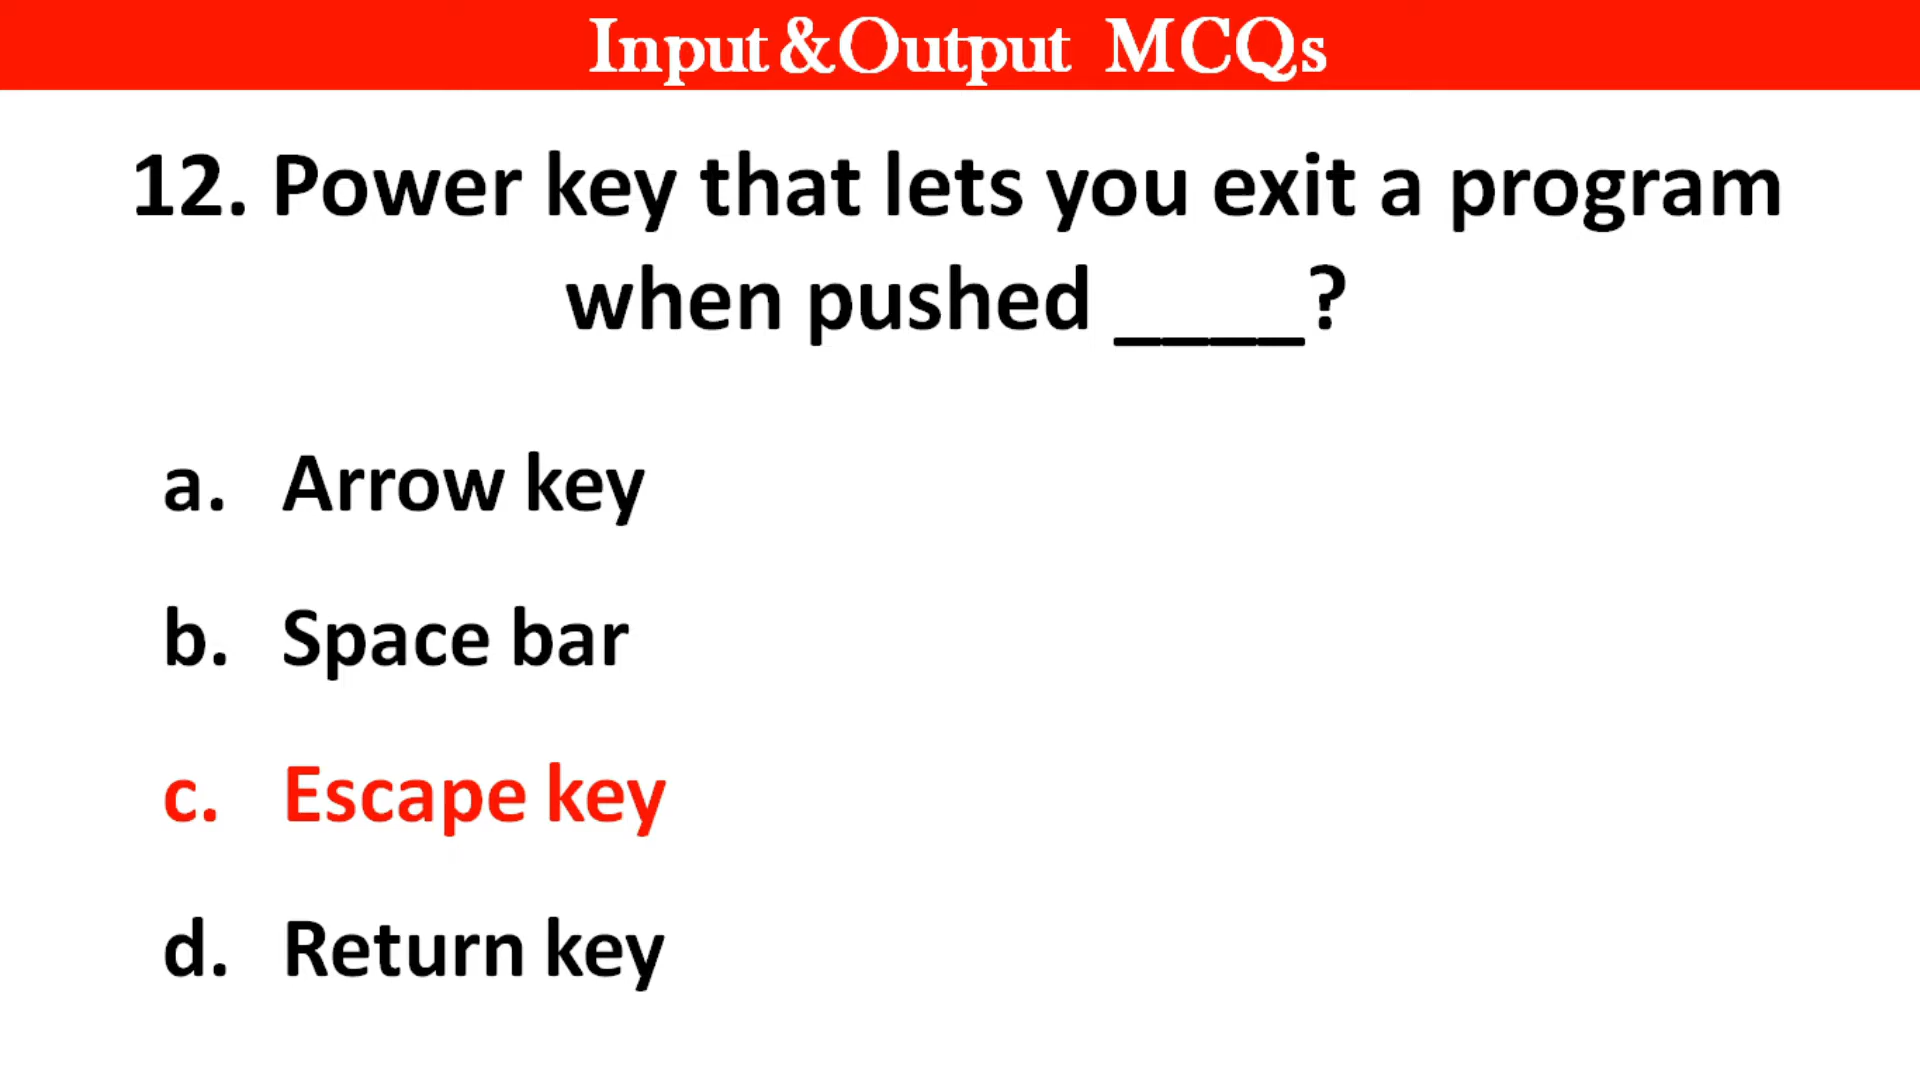 Input & Output MCQs
12. Power key that lets you exit a program
when pushed ____?
a. Arrow key
b. Space bar
c. Escape key
d. Return key